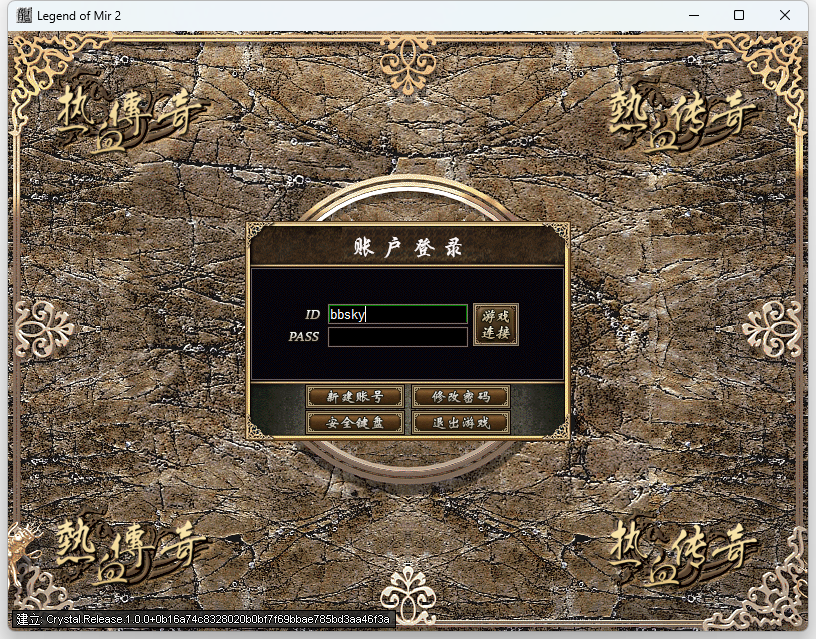 Legend of Mir 2
热血傳奇
熱血传奇
账户登录
ID
bbsky
游戏
连接
PASS
新建账号
修改密码
安全键盘
退出游戏
熱血傳奇
热血传奇
建立: Crystal.Release.1.0.0+0b16a74c8328020b0bf7f69bbae785bd3aa46f3a